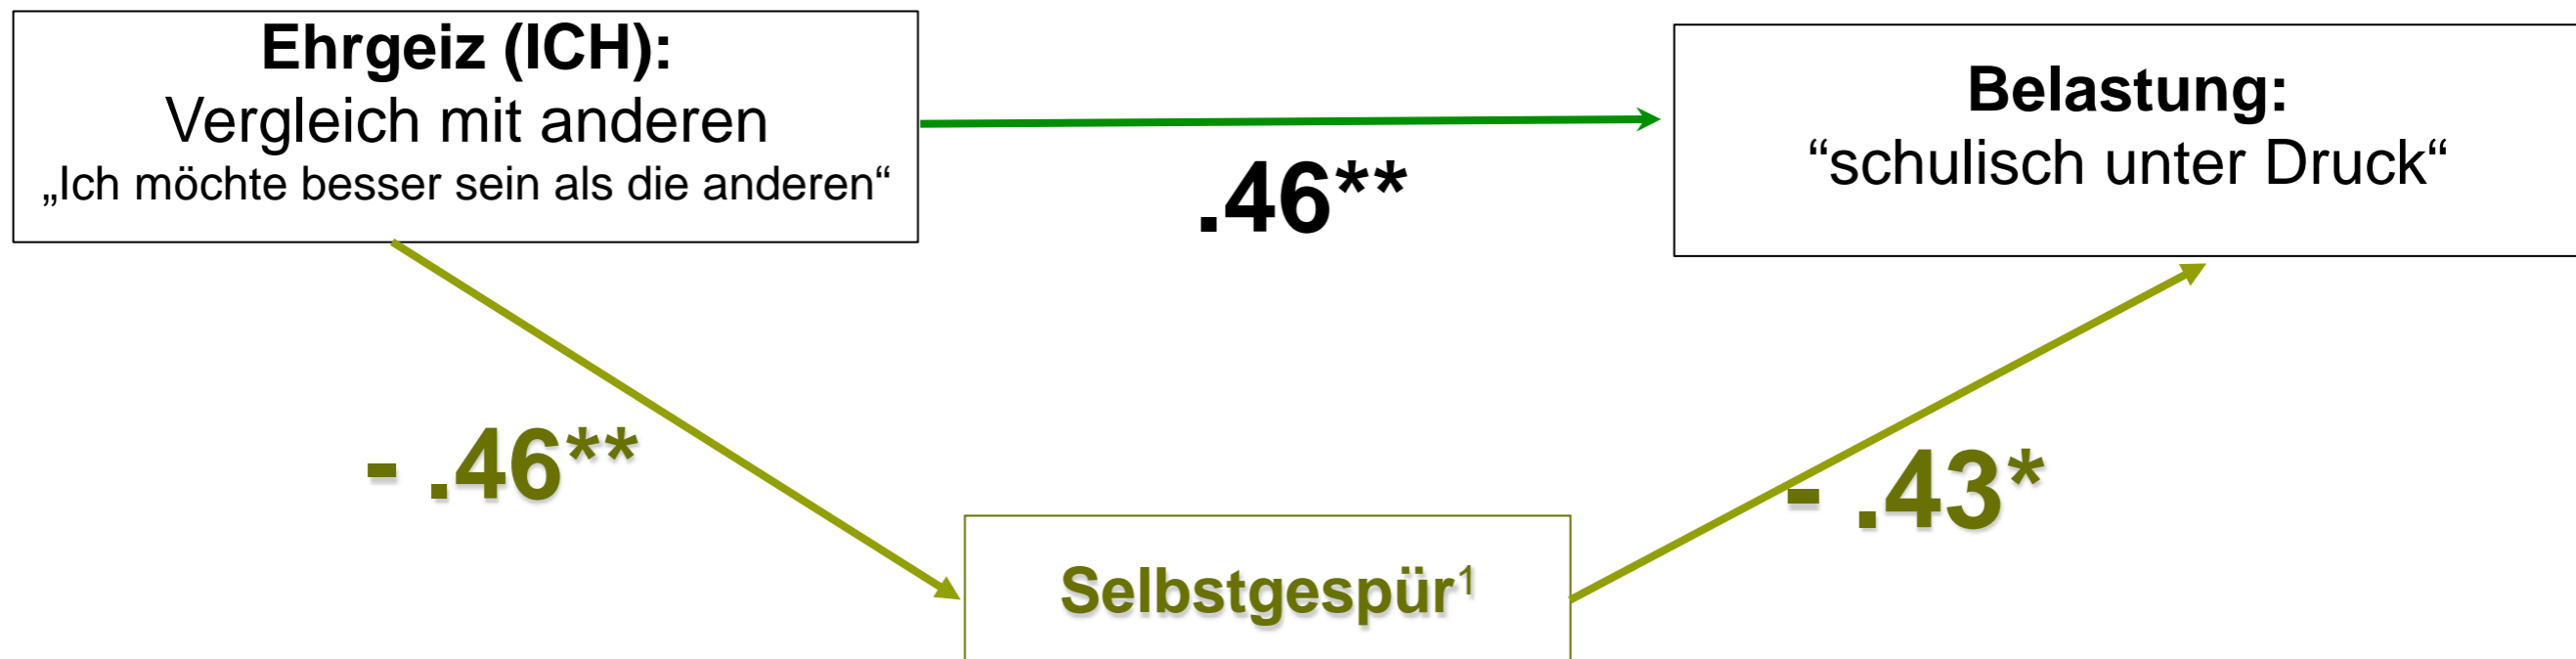 Ehrgeiz (ICH):
Vergleich mit anderen
„Ich möchte besser sein als die anderen“
Belastung:
“schulisch unter Druck“
.46**
- .46**
- .43*
Selbstgespür¹